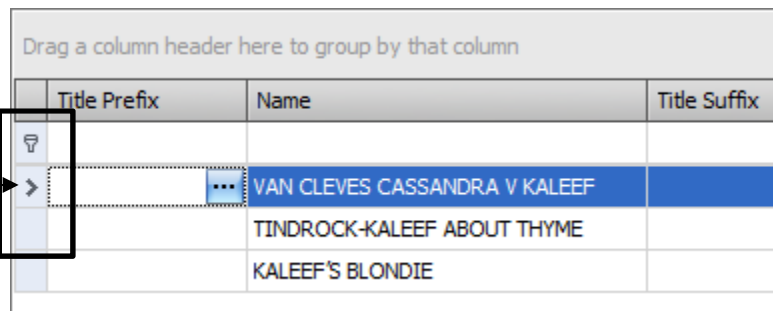 Drag a column header here to group by that column
Title Prefix Name Title Suffix
VAN CLEVES CASSANDRA V KALEEF
TINDROCK-KALEEF ABOUT THYME
KALEEF'S BLONDIE